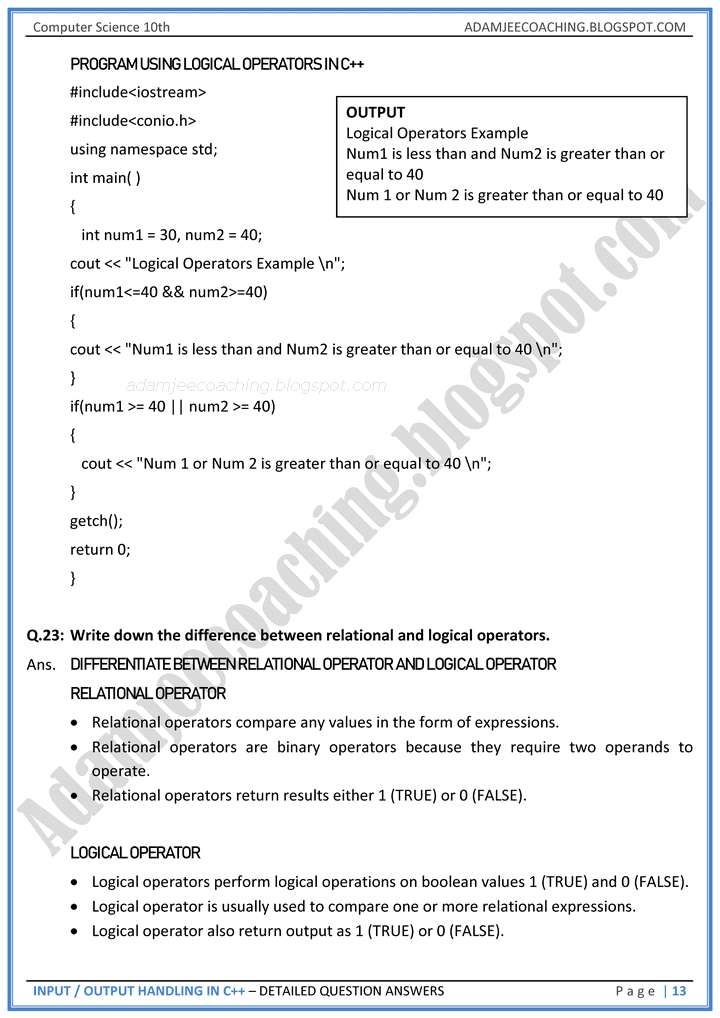 Computer Science 10th ADAMJEECOACHING.BLOGSPOT.COM
PROGRAM USING LOGICAL OPERATORS IN C++
#include<iostream>
#include<conio.h>
using namespace std;
int main( )
{
int num1 = 30, num2 = 40;
cout << "Logical Operators Example \n";
if(num1<=40 && num2>=40)
{
cout << "Num1 is less than and Num2 is greater than or equal to 40 \n";
}
if(num1 >= 40 || num2 >= 40)
{
cout << "Num 1 or Num 2 is greater than or equal to 40 \n";
}
getch();
return 0;
}
OUTPUT
Logical Operators Example
Num1 is less than and Num2 is greater than or
equal to 40
Num 1 or Num 2 is greater than or equal to 40
adamjeecoaching.blogspot.com
Adamjeecoaching.blogspot.com
Q.23: Write down the difference between relational and logical operators.
Ans. DIFFERENTIATE BETWEEN RELATIONAL OPERATOR AND LOGICAL OPERATOR
RELATIONAL OPERATOR
• Relational operators compare any values in the form of expressions.
• Relational operators are binary operators because they require two operands to
operate.
• Relational operators return results either 1 (TRUE) or 0 (FALSE).
LOGICAL OPERATOR
• Logical operators perform logical operations on boolean values 1 (TRUE) and 0 (FALSE).
• Logical operator is usually used to compare one or more relational expressions.
• Logical operator also return output as 1 (TRUE) or 0 (FALSE).
INPUT / OUTPUT HANDLING IN C++ – DETAILED QUESTION ANSWERS Page | 13